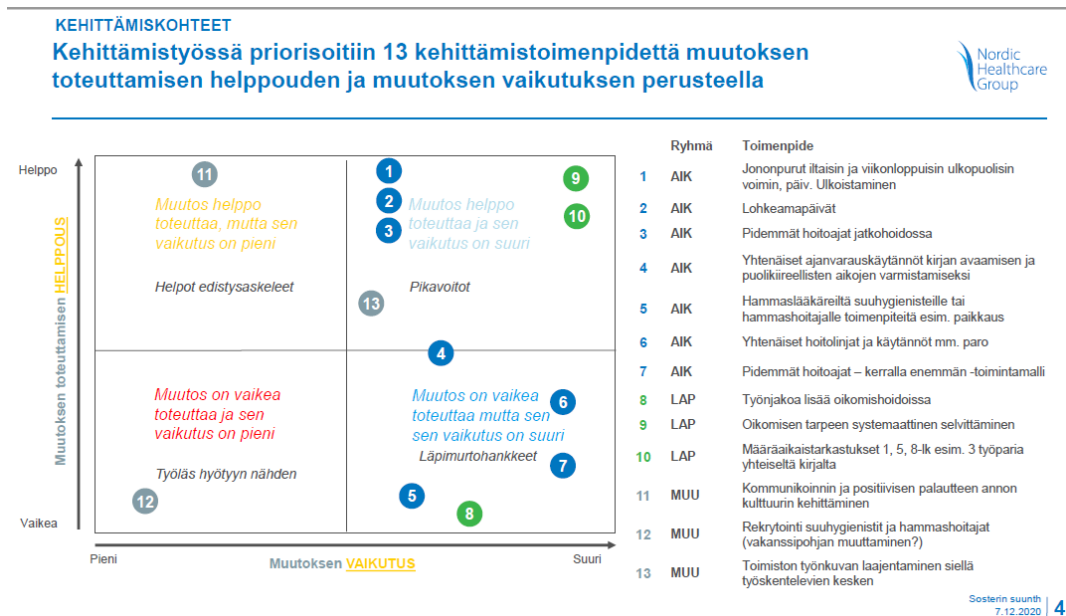 KEHITTÄMISKOHTEET
Kehittämistyössä priorisoitiin 13 kehittämistoimenpidettä muutoksen
toteuttamisen helppouden ja muutoksen vaikutuksen perusteella
Nordic
Healthcare
Group
Helppo
Muutoksen toteuttamisen HELPPOUS
Vaikea
11
Muutos helppo
toteuttaa, mutta sen
vaikutus on pieni
Helpot edistysaskeleet
1
2
3
Muutos helppo
toteuttaa ja sen
vaikutus on suuri
9
10
Pikavoitot
13
4
Muutos on vaikea
toteuttaa ja sen
vaikutus on pieni
Työläs hyötyyn nähden
12
Muutos on vaikea
toteuttaa mutta sen
sen vaikutus on suuri
Läpimurtohankkeet
6
7
5
8
Pieni
Muutoksen VAIKUTUS
Suuri
Ryhmä Toimenpide
1 AIK Jononpurut iltaisin ja viikonloppuisin ulkopuolisin
voimin, päiv. Ulkoistaminen
2 AIK Lohkeamapäivät
3 AIK Pidemmät hoitoajat jatkohoidossa
4 AIK Yhtenäiset ajanvarauskäytännöt kirjan avaamisen ja
puolikiireellisten aikojen varmistamiseksi
5 AIK Hammaslääkäreiltä suuhygienisteille tai
hammashoitajalle toimenpiteitä esim. paikkaus
6 AIK Yhtenäiset hoitolinjat ja käytännöt mm. paro
7 AIK Pidemmät hoitoajat – kerralla enemmän -toimintamalli
8 LAP Työnjakoa lisää oikomishoidoissa
9 LAP Oikomisen tarpeen systemaattinen selvittäminen
10 LAP Määräaikaistarkastukset 1, 5, 8-lk esim. 3 työparia
yhteiseltä kirjalta
11 MUU Kommunikoinnin ja positiivisen palautteen annon
kulttuurin kehittäminen
12 MUU Rekrytointi suuhygienistit ja hammashoitajat
(vakanssipohjan muuttaminen?)
13 MUU Toimiston työnkuvan laajentaminen siellä
työskentelevien kesken
Sosterin suunth
7.12.2020
4